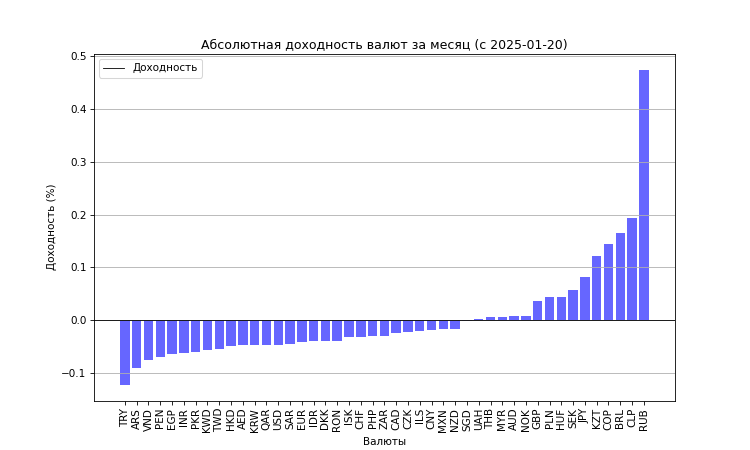 Абсолютная доходность валют за месяц (с 2025-01-20)
Доходность
0.5
0.4
0.3
0.2
0.1
0.0
−0.1
Доходность (%)
TRY ARS VND PEN EGP INR PKR KWD TWD HKD AED KRW QAR USD SAR EUR IDR DKK RON ISK CHF PHP ZAR CAD CZK ILS CNY MXN NZD SGD UAH THB MYR AUD NOK GBP PLN HUF SEK JPY KZT COP BRL CLP RUB
Валюты